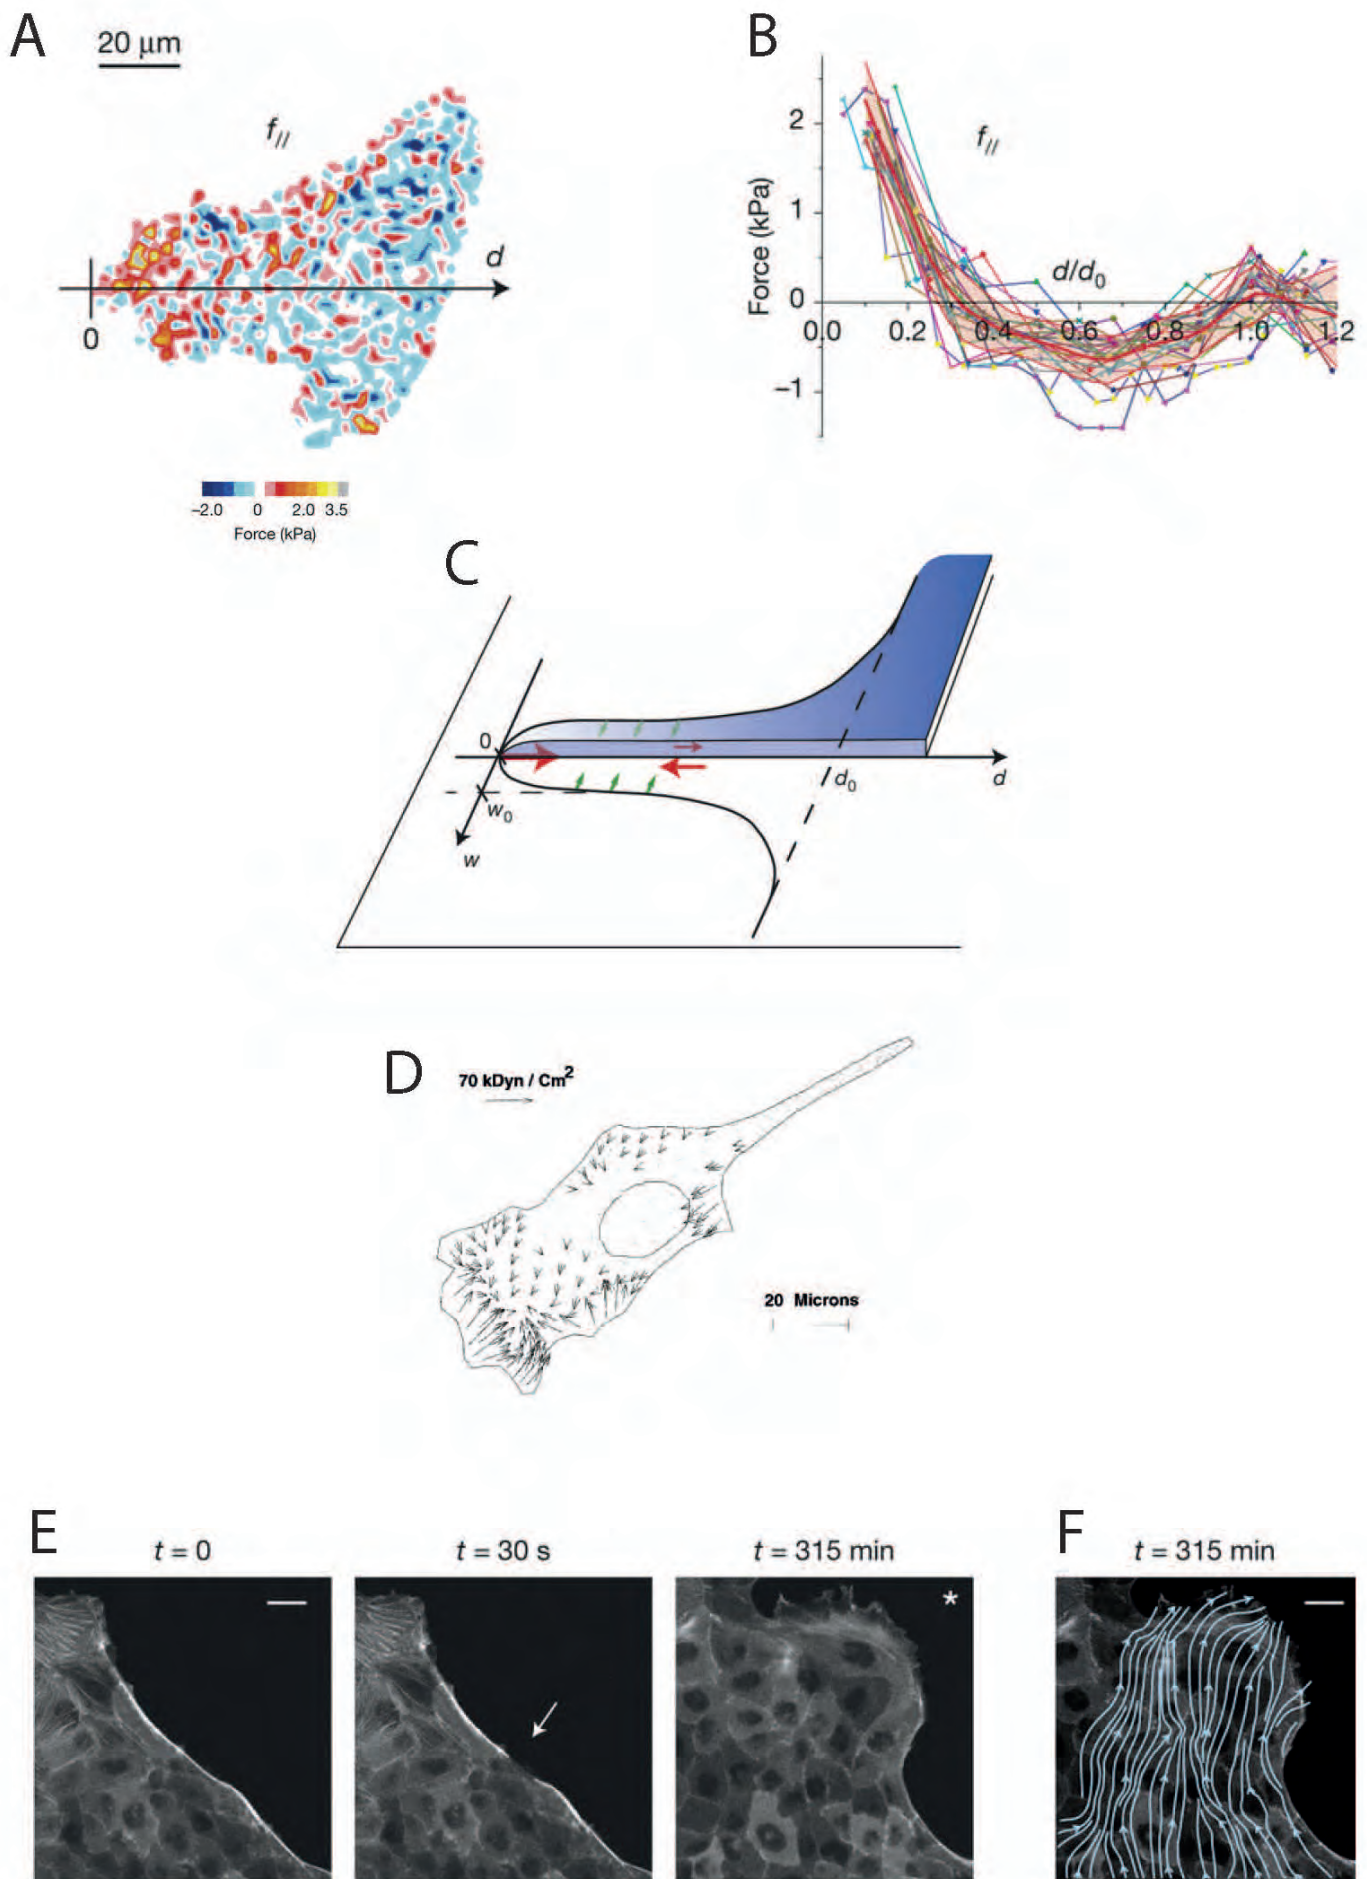 A
20 μm
f//
d
0
−2.0 0 2.0 3.5
Force (kPa)
B
Force (kPa)
2
1
0
−1
f//
d/d0
0.0 0.2 0.4 0.6 0.8 1.0 1.2
C
0
w0
w
d0
d
D
70 kDyn / Cm2
20 Microns
E
t = 0
t = 30 s
t = 315 min
*
F
t = 315 min